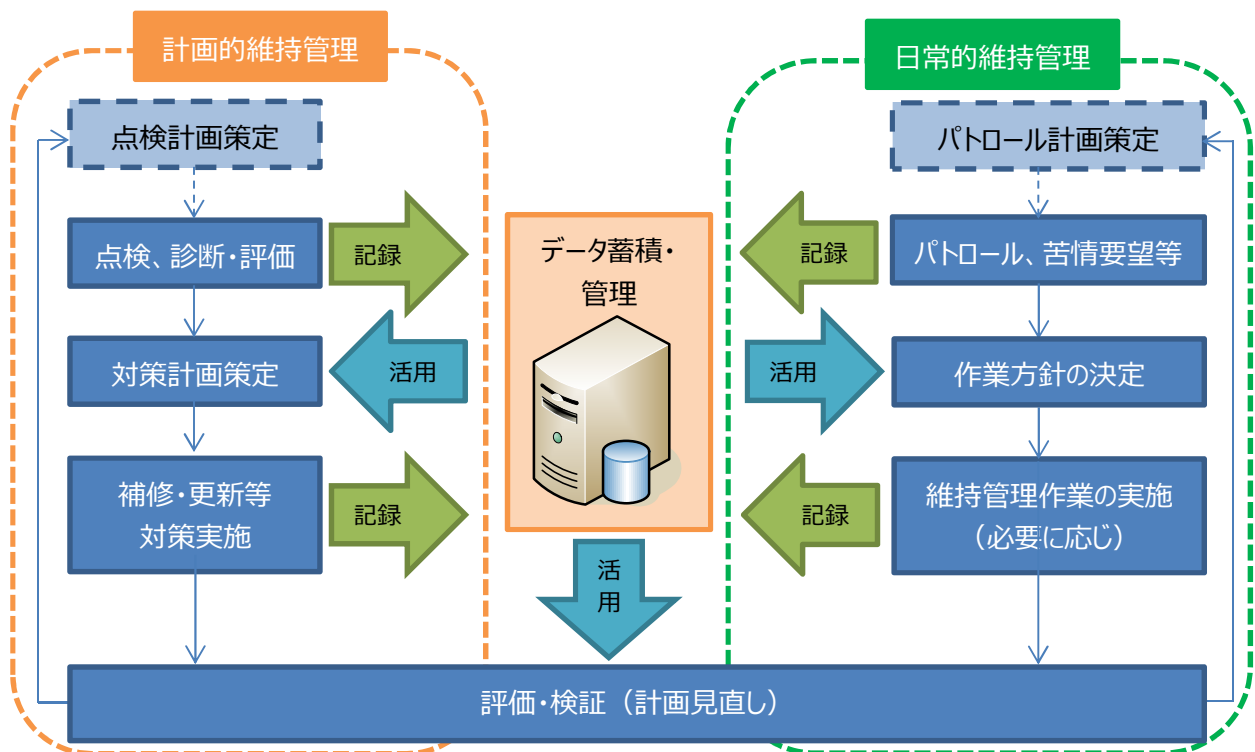 計画的維持管理
点検計画策定
点検、診断・評価
記録
対策計画策定
活用
補修・更新等
対策実施
記録
データ蓄積・
管理
活
用
日常的維持管理
パトロール計画策定
パトロール、苦情要望等
記録
作業方針の決定
活用
維持管理作業の実施
（必要に応じ）
記録
評価・検証（計画見直し）